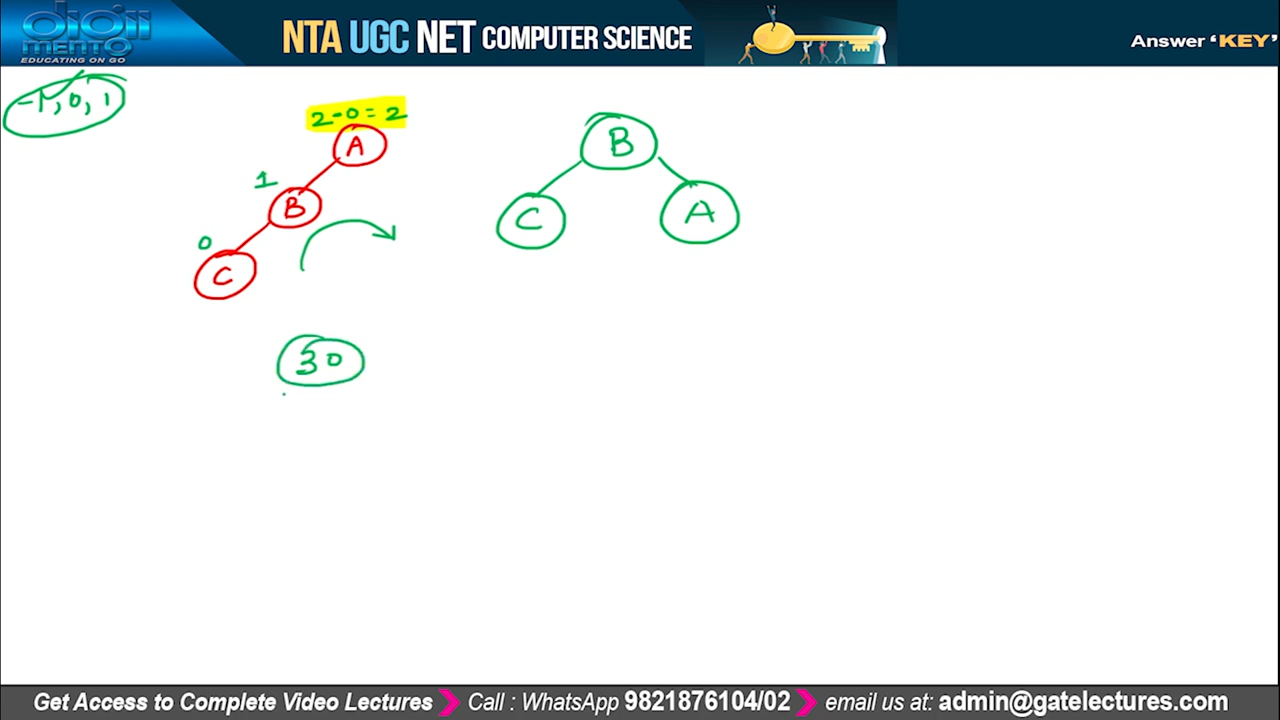 digii
MENTO
EDUCATING ON GO
NTA UGC NET COMPUTER SCIENCE
Answer 'KEY'
-1, 0, 1
2-0=2
A
1
B
0
C
B
C
A
30
Get Access to Complete Video Lectures
Call : WhatsApp 9821876104/02
email us at: admin@gatelectures.com